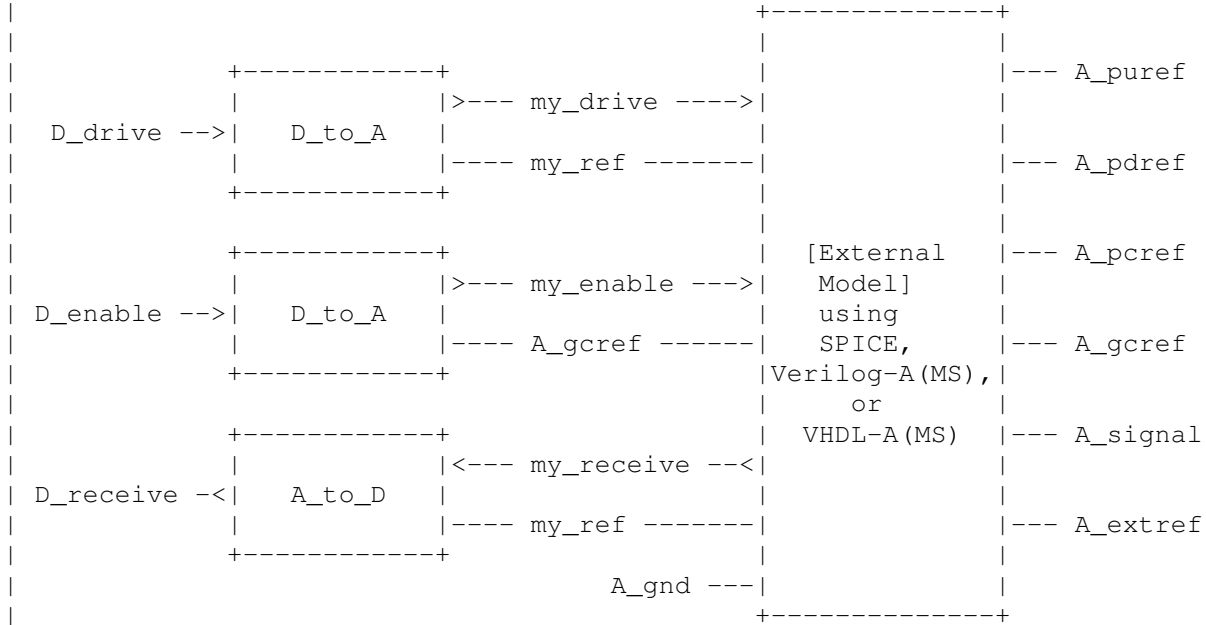 |                                                 +--------------+
|                                                 |              |
|              +------------+                     |              |--- A_puref
|              |            |>--- my_drive ---->|              |
|  D_drive -->|   D_to_A   |                     |              |
|              |            |---- my_ref -------|              |--- A_pdref
|              +------------+                     |              |
|                                                 |              |
|              +------------+                     |  [External   |--- A_pcref
|              |            |>--- my_enable --->|   Model]     |
| D_enable -->|   D_to_A   |                     |   using      |
|              |            |---- A_gcref ------|   SPICE,     |--- A_gcref
|              +------------+                     |Verilog-A(MS),|
|                                                 |     or       |
|              +------------+                     |  VHDL-A(MS)  |--- A_signal
|              |            |<--- my_receive --<|              |
| D_receive -<|   A_to_D   |                     |              |
|              |            |---- my_ref -------|              |--- A_extref
|              +------------+                     |              |
|                                      A_gnd ---|              |
|                                                 +--------------+